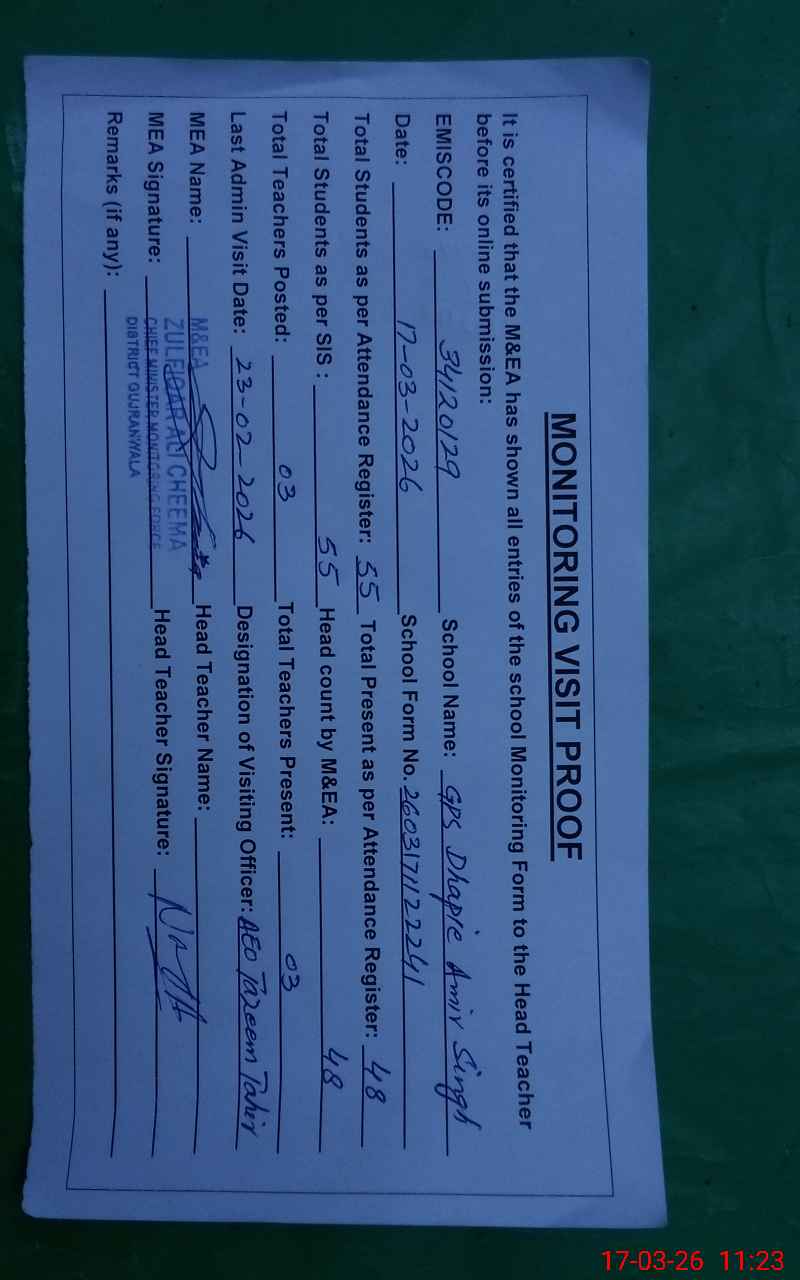 MONITORING VISIT PROOF
It is certified that the M&EA has shown all entries of the school Monitoring Form to the Head Teacher
before its online submission:
EMISCODE: 34120129 School Name: GPS Dhapie Amir Singh
Date: 17-03-2026 School Form No. 260317112241
Total Students as per Attendance Register: 55 Total Present as per Attendance Register: 48
Total Students as per SIS : 55 Head count by M&EA: 48
Total Teachers Posted: 03 Total Teachers Present: 03
Last Admin Visit Date: 23-02-2026 Designation of Visiting Officer: AEO Tazeem Tahir
MEA Name: Head Teacher Name:
MEA Signature: Head Teacher Signature:
M&EA
ZULFIQAR ALI CHEEMA
CHIEF MINISTER MONITORING FORCE
DISTRICT GUJRANWALA
Remarks (if any):
17-03-26 11:23